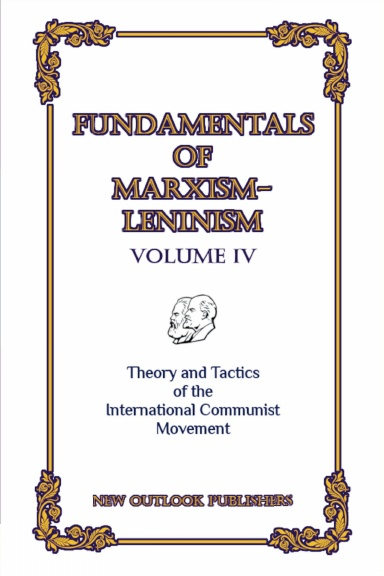 FUNDAMENTALS
OF
MARXISM-
LENINISM
VOLUME IV
Theory and Tactics
of the
International Communist
Movement
NEW OUTLOOK PUBLISHERS